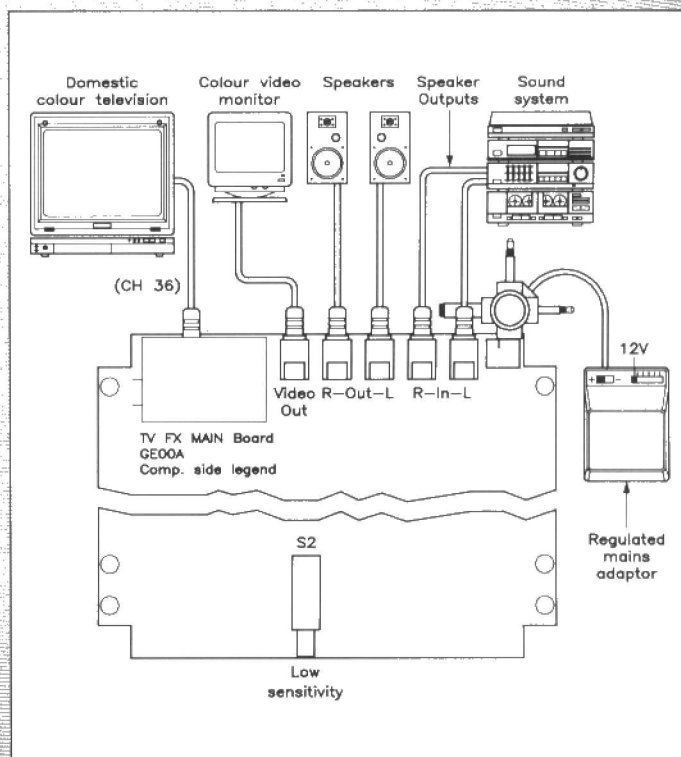 Domestic
colour television
Colour video
monitor
Speakers
Speaker
Outputs
Sound
system
(CH 36)
12V
+ -
Video
Out
R-Out-L
R-In-L
TV FX MAIN Board
GE00A
Comp. side legend
Regulated
mains
adaptor
S2
Low
sensitivity